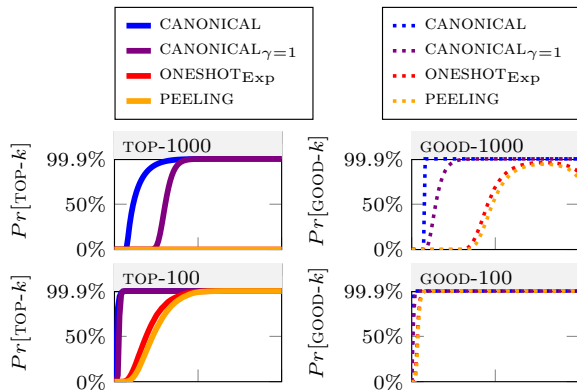 CANONICAL
CANONICALγ=1
ONESHOTExp
PEELING
CANONICAL
CANONICALγ=1
ONESHOTExp
PEELING
TOP-1000
Pr[TOP-k]
99.9%
50%
0%
GOOD-1000
Pr[GOOD-k]
99.9%
50%
0%
TOP-100
Pr[TOP-k]
99.9%
50%
0%
GOOD-100
Pr[GOOD-k]
99.9%
50%
0%